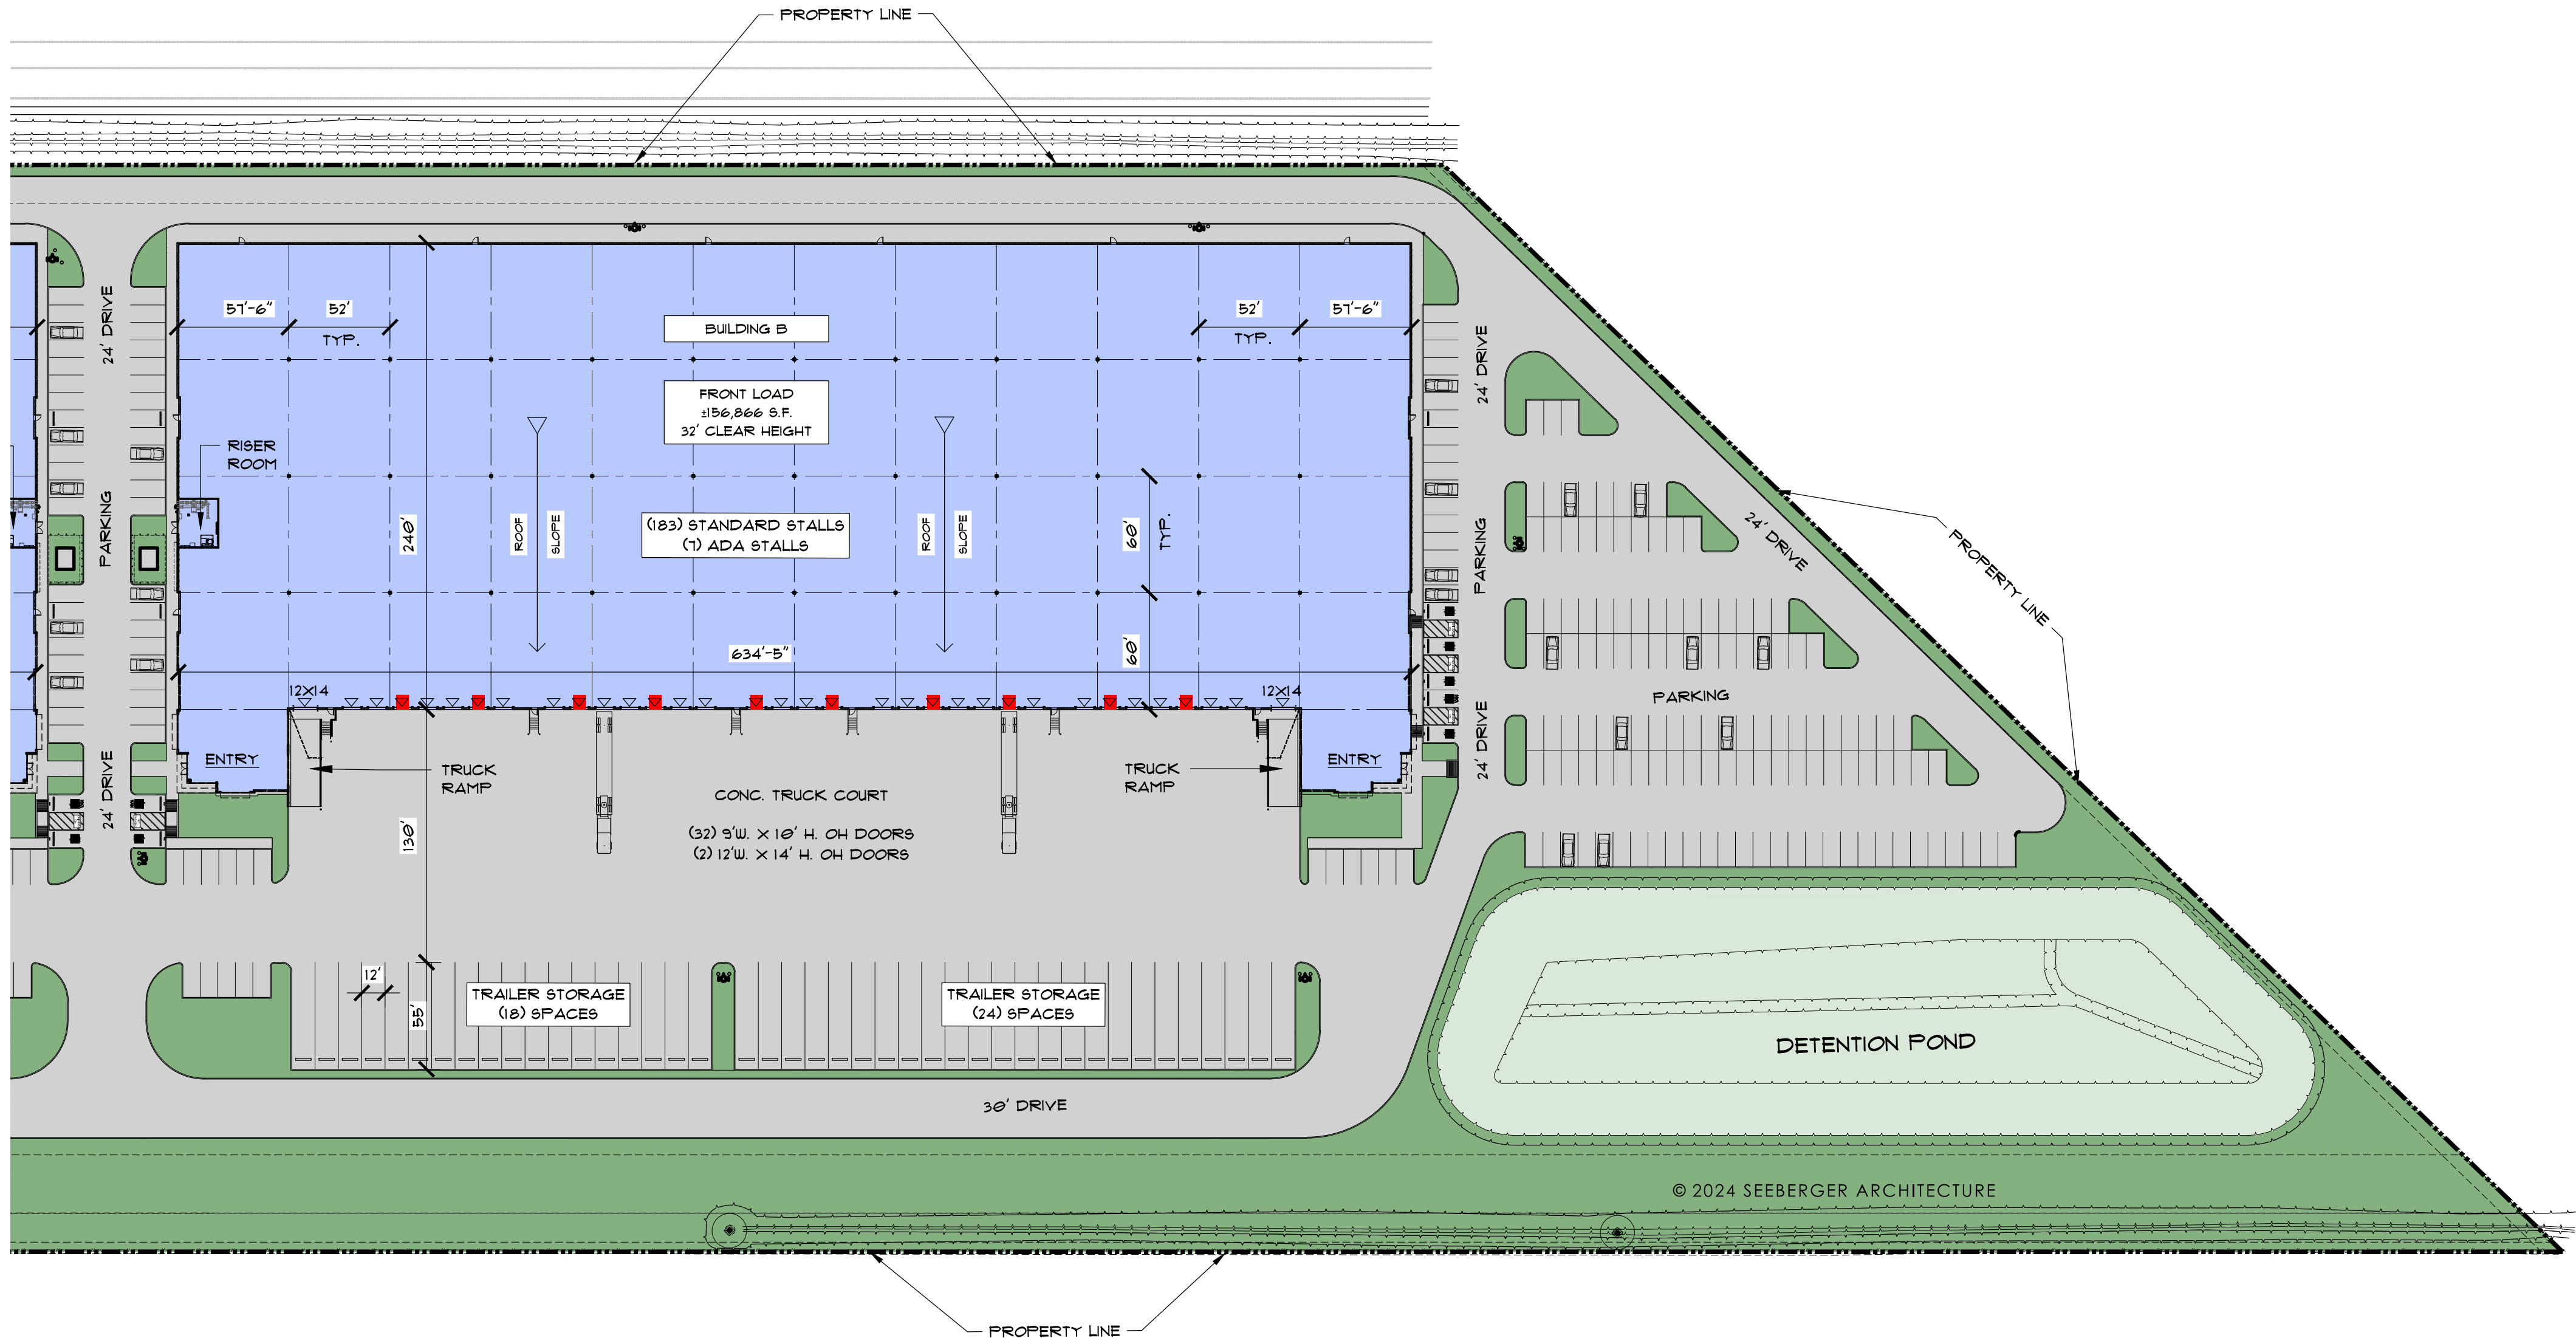 PROPERTY LINE
24' DRIVE
57'-6"
52'
TYP.
BUILDING B
52'
TYP.
57'-6"
24' DRIVE
FRONT LOAD
±156,866 S.F.
32' CLEAR HEIGHT
RISER
ROOM
PARKING
240'
ROOF
SLOPE
(183) STANDARD STALLS
(7) ADA STALLS
ROOF
SLOPE
60'
TYP.
PARKING
24' DRIVE
PROPERTY LINE
634'-5"
60'
12X14
12X14
PARKING
24' DRIVE
ENTRY
TRUCK
RAMP
TRUCK
RAMP
ENTRY
24' DRIVE
CONC. TRUCK COURT
130'
(32) 9'W. X 10' H. OH DOORS
(2) 12'W. X 14' H. OH DOORS
12'
55'
TRAILER STORAGE
(18) SPACES
TRAILER STORAGE
(24) SPACES
DETENTION POND
30' DRIVE
© 2024 SEEBERGER ARCHITECTURE
PROPERTY LINE